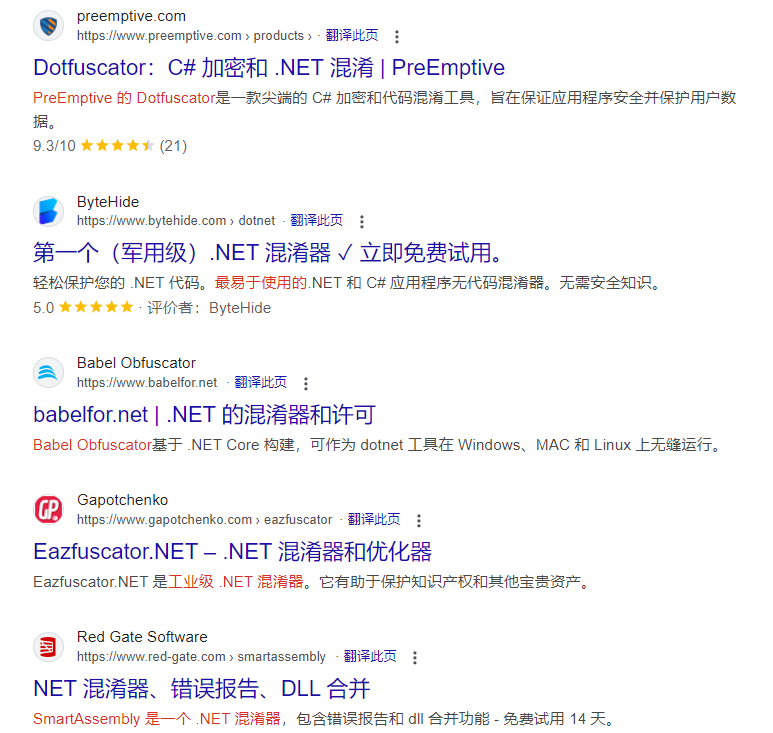 preemptive.com
https://www.preemptive.com › products › · 翻译此页
Dotfuscator：C# 加密和 .NET 混淆 | PreEmptive
PreEmptive 的 Dotfuscator是一款尖端的 C# 加密和代码混淆工具，旨在保证应用程序安全并保护用户数
据。
9.3/10 ★★★★★ (21)
ByteHide
https://www.bytehide.com › dotnet · 翻译此页
第一个（军用级）.NET 混淆器 ✓ 立即免费试用。
轻松保护您的 .NET 代码。最易于使用的.NET 和 C# 应用程序无代码混淆器。无需安全知识。
5.0 ★★★★★ · 评价者：ByteHide
Babel Obfuscator
https://www.babelfor.net · 翻译此页
babelfor.net | .NET 的混淆器和许可
Babel Obfuscator基于 .NET Core 构建，可作为 dotnet 工具在 Windows、MAC 和 Linux 上无缝运行。
GP
Gapotchenko
https://www.gapotchenko.com › eazfuscator · 翻译此页
Eazfuscator.NET – .NET 混淆器和优化器
Eazfuscator.NET 是工业级 .NET 混淆器。它有助于保护知识产权和其他宝贵资产。
Red Gate Software
https://www.red-gate.com › smartassembly · 翻译此页
NET 混淆器、错误报告、DLL 合并
SmartAssembly 是一个 .NET 混淆器，包含错误报告和 dll 合并功能 - 免费试用 14 天。